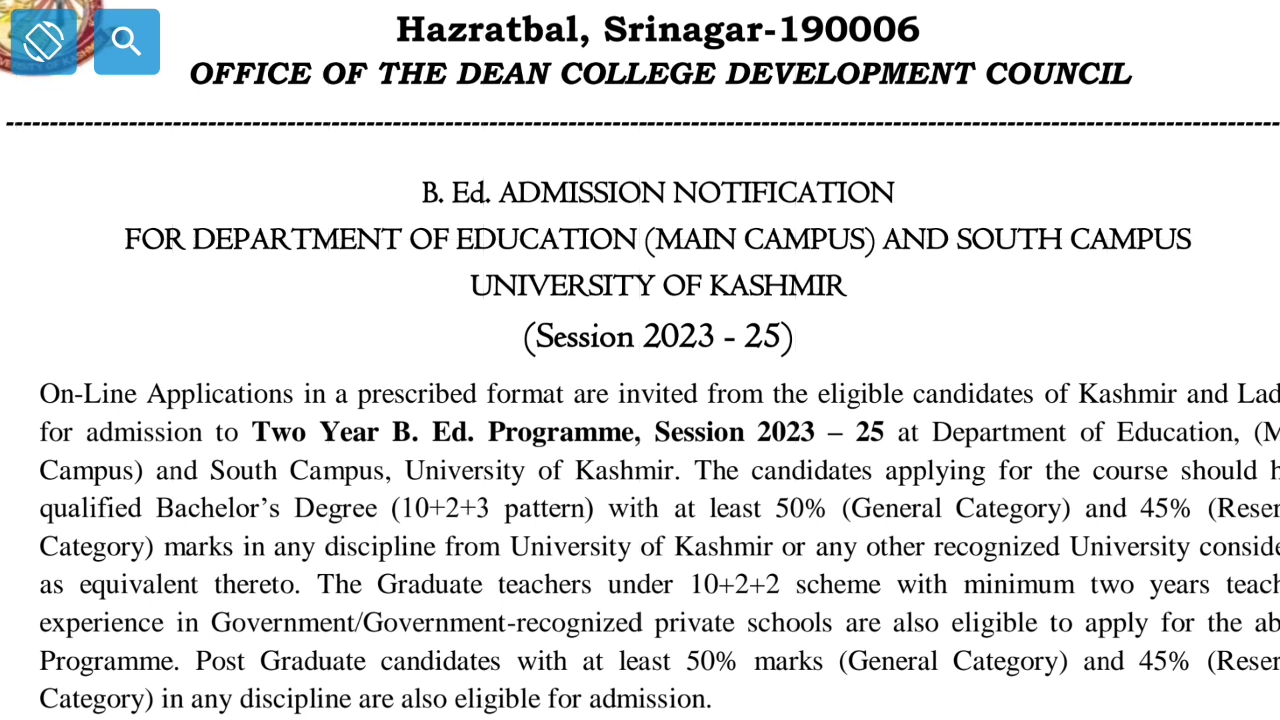 Hazratbal, Srinagar-190006
OFFICE OF THE DEAN COLLEGE DEVELOPMENT COUNCIL
B. Ed. ADMISSION NOTIFICATION
FOR DEPARTMENT OF EDUCATION (MAIN CAMPUS) AND SOUTH CAMPUS
UNIVERSITY OF KASHMIR
(Session 2023 - 25)
On-Line Applications in a prescribed format are invited from the eligible candidates of Kashmir and
for admission to Two Year B. Ed. Programme, Session 2023 – 25 at Department of Education,
Campus) and South Campus, University of Kashmir. The candidates applying for the course should
qualified Bachelor’s Degree (10+2+3 pattern) with at least 50% (General Category) and 45%
Category) marks in any discipline from University of Kashmir or any other recognized University
as equivalent thereto. The Graduate teachers under 10+2+2 scheme with minimum two years
experience in Government/Government-recognized private schools are also eligible to apply for the
Programme. Post Graduate candidates with at least 50% marks (General Category) and 45%
Category) in any discipline are also eligible for admission.